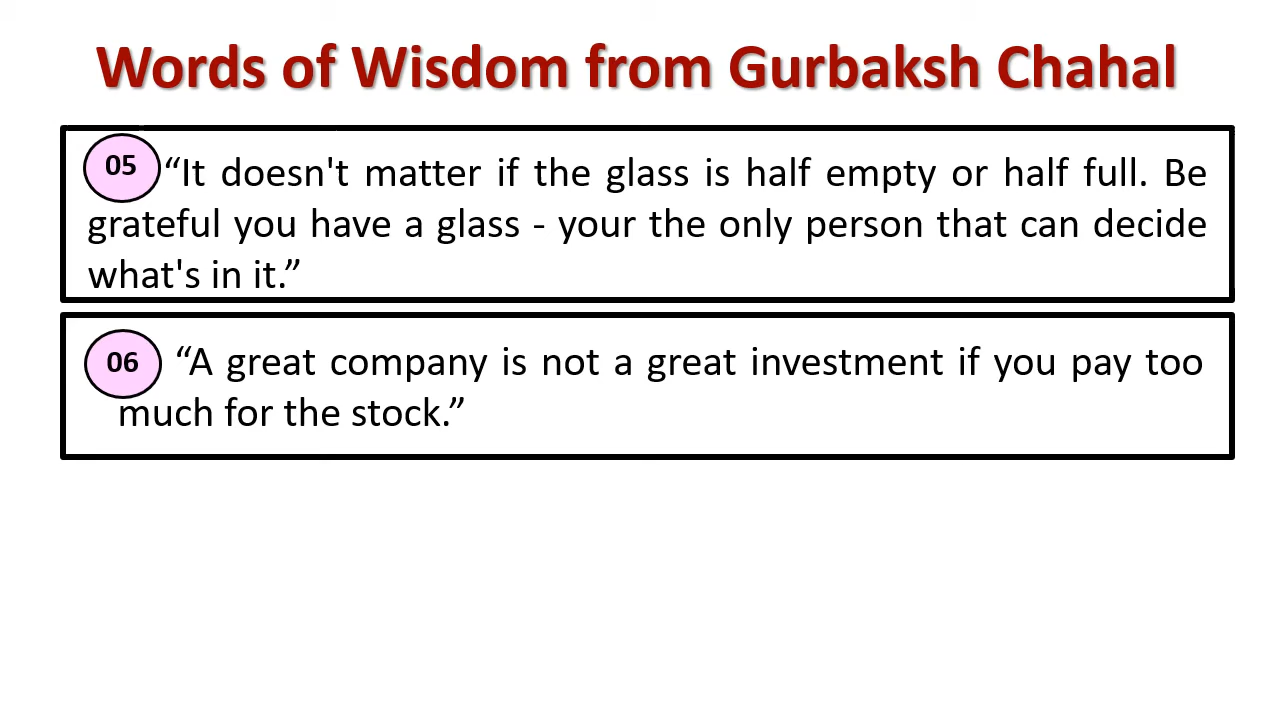 Words of Wisdom from Gurbaksh Chahal
05 “It doesn't matter if the glass is half empty or half full. Be
grateful you have a glass - your the only person that can decide
what's in it.”
06 “A great company is not a great investment if you pay too
much for the stock.”